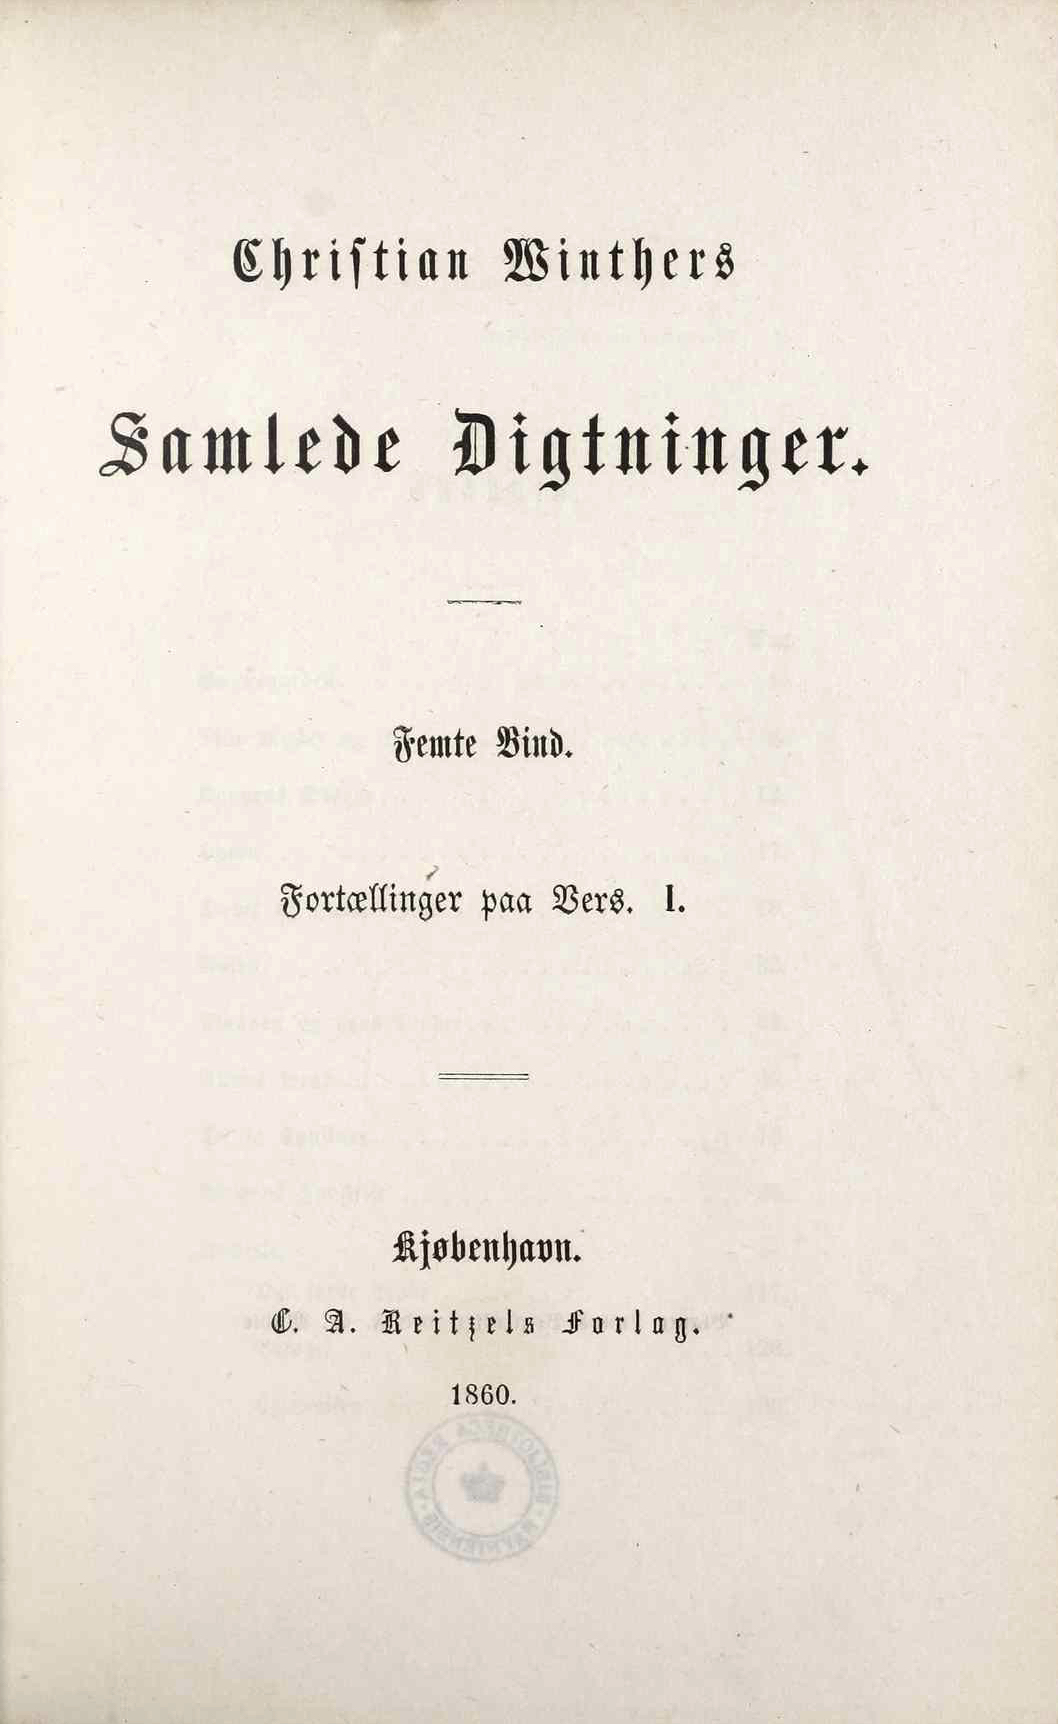 Christian Winthers
Samlede Digtninger.
Femte Bind.
Fortællinger paa Vers. I.
Kjøbenhavn.
C. A. Reitzels Forlag.
1860.